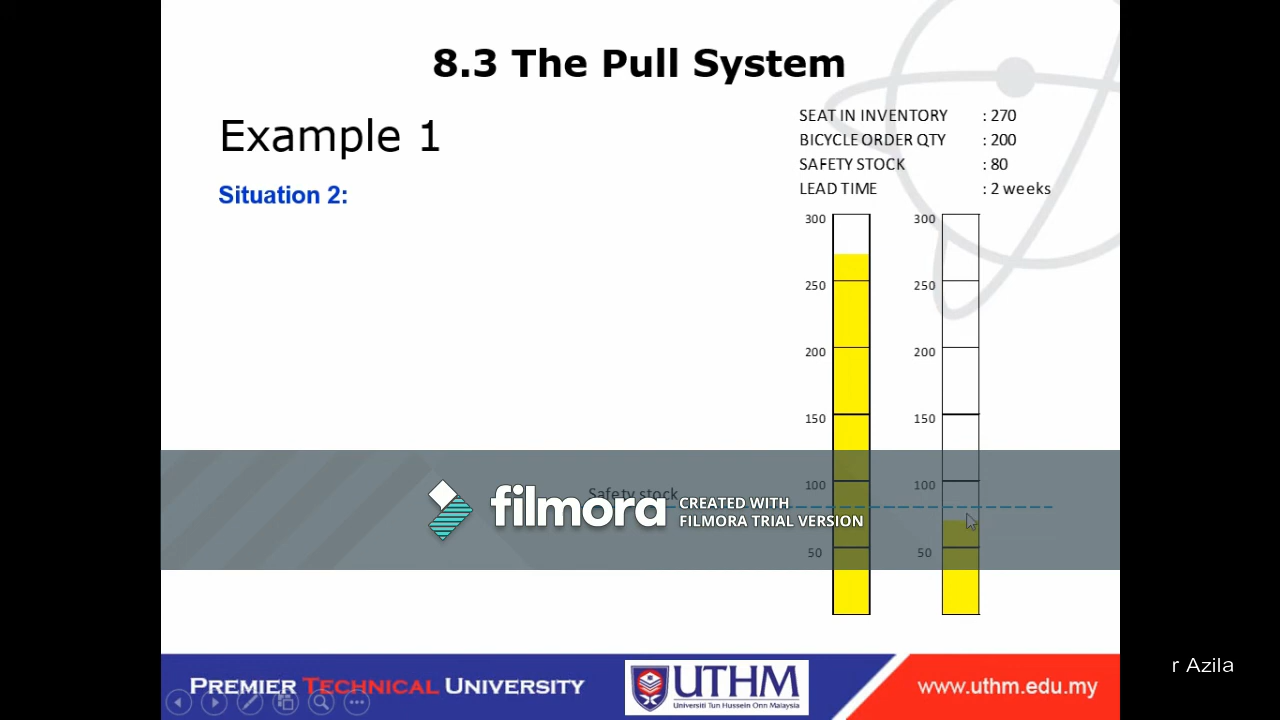 8.3 The Pull System
Example 1
Situation 2:
SEAT IN INVENTORY : 270
BICYCLE ORDER QTY : 200
SAFETY STOCK : 80
LEAD TIME : 2 weeks
300 300
250 250
200 200
150 150
100 100
Safety stock
filmora
CREATED WITH
FILMORA TRIAL VERSION
50 50
r Azila
PREMIER TECHNICAL UNIVERSITY
UTHM
Universiti Tun Hussein Onn Malaysia
www.uthm.edu.my